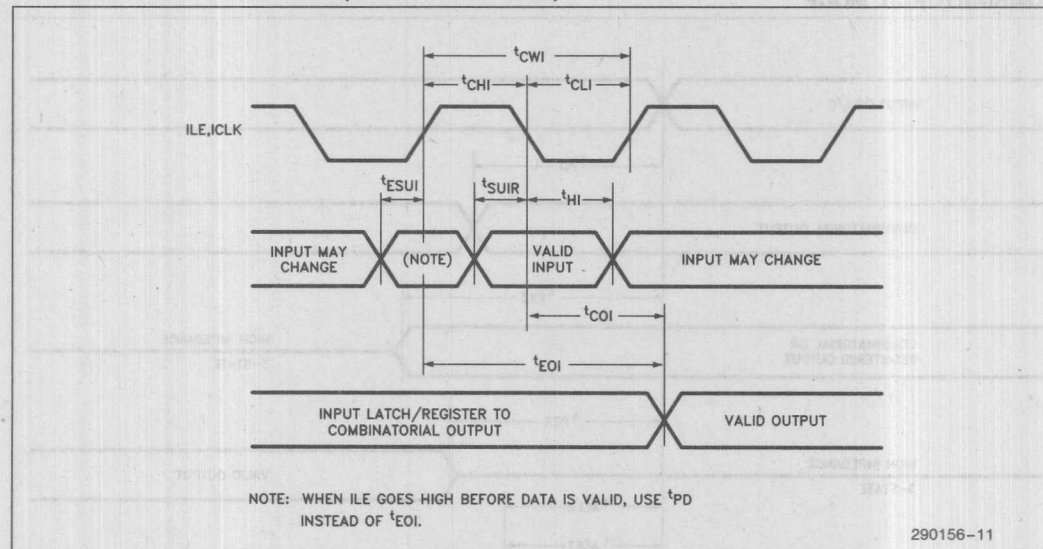 tCWI
tCHI
tCLI
ILE,ICLK
tESUI
tSUIR
tHI
INPUT MAY
CHANGE
(NOTE)
VALID
INPUT
INPUT MAY CHANGE
tCOI
tEOI
INPUT LATCH/REGISTER TO
COMBINATORIAL OUTPUT
VALID OUTPUT
NOTE: WHEN ILE GOES HIGH BEFORE DATA IS VALID, USE tPD
INSTEAD OF tEOI.
290156-11